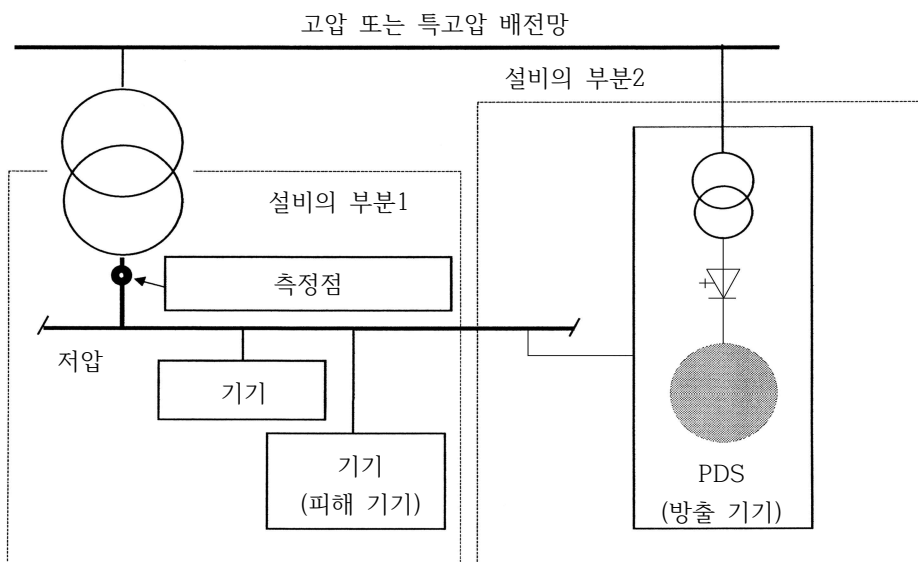 고압 또는 특고압 배전망
설비의 부분2
설비의 부분1
측정점
저압
기기
기기
(피해 기기)
PDS
(방출 기기)